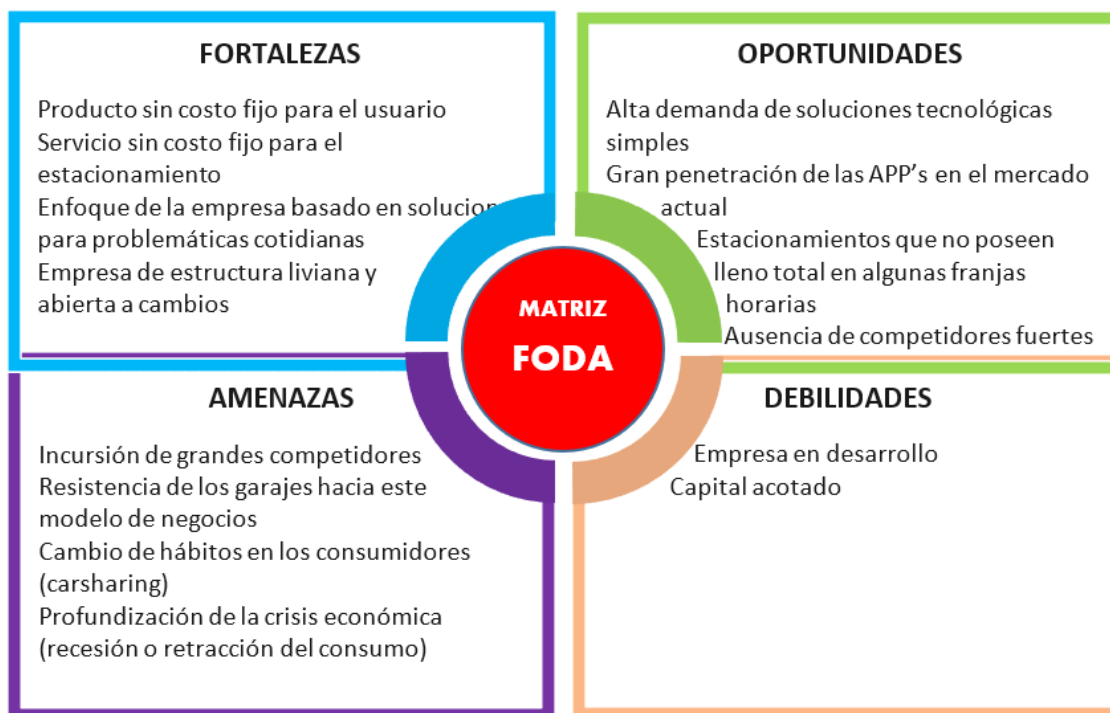 FORTALEZAS
Producto sin costo fijo para el usuario
Servicio sin costo fijo para el
estacionamiento
Enfoque de la empresa basado en solucion
para problemáticas cotidianas
Empresa de estructura liviana y
abierta a cambios
OPORTUNIDADES
Alta demanda de soluciones tecnológicas
simples
Gran penetración de las APP’s en el mercado
actual
Estacionamientos que no poseen
lleno total en algunas franjas
horarias
Ausencia de competidores fuertes
MATRIZ
FODA
AMENAZAS
Incursión de grandes competidores
Resistencia de los garajes hacia este
modelo de negocios
Cambio de hábitos en los consumidores
(carsharing)
Profundización de la crisis económica
(recesión o retracción del consumo)
DEBILIDADES
Empresa en desarrollo
Capital acotado